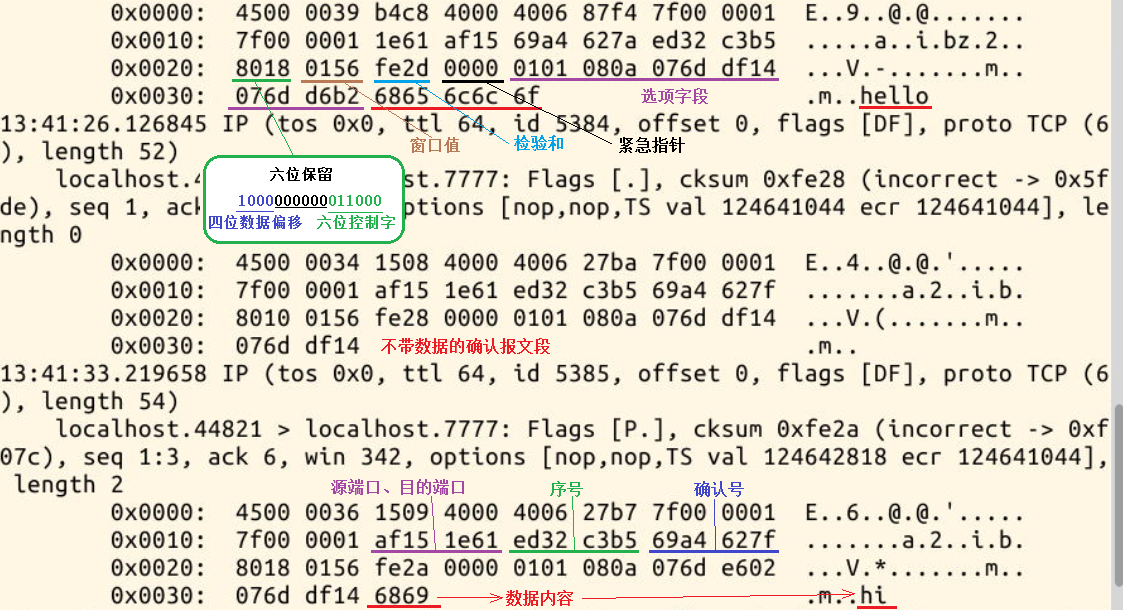 0x0000: 4500 0039 b4c8 4000 4006 87f4 7f00 0001 E..9..@.@.......
0x0010: 7f00 0001 1e61 af15 69a4 627a ed32 c3b5 .....a..i.bz.2..
0x0020: 8018 0156 fe2d 0000 0101 080a 076d df14 ...V.-.......m..
0x0030: 076d d6b2 6865 6c6c 6f 选项字段 .m..hello
13:41:26.126845 IP (tos 0x0, ttl 64, id 5384, offset 0, flags [DF], proto TCP (6
), length 52)
窗口值 检验和 紧急指针
localhost.4 st.7777: Flags [.], cksum 0xfe28 (incorrect -> 0x5f
六位保留
de), seq 1, ack options [nop,nop,TS val 124641044 ecr 124641044], le
1000000000011000
四位数据偏移 六位控制字
ngth 0
0x0000: 4500 0034 1508 4000 4006 27ba 7f00 0001 E..4..@.@.'.....
0x0010: 7f00 0001 af15 1e61 ed32 c3b5 69a4 627f .......a.2..i.b.
0x0020: 8010 0156 fe28 0000 0101 080a 076d df14 ...V.(.......m..
0x0030: 076d df14 不带数据的确认报文段 .m..
13:41:33.219658 IP (tos 0x0, ttl 64, id 5385, offset 0, flags [DF], proto TCP (6
), length 54)
localhost.44821 > localhost.7777: Flags [P.], cksum 0xfe2a (incorrect -> 0xf
07c), seq 1:3, ack 6, win 342, options [nop,nop,TS val 124642818 ecr 124641044],
length 2
源端口、目的端口 序号 确认号
0x0000: 4500 0036 1509 4000 4006 27b7 7f00 0001 E..6..@.@.'.....
0x0010: 7f00 0001 af15 1e61 ed32 c3b5 69a4 627f .......a.2..i.b.
0x0020: 8018 0156 fe2a 0000 0101 080a 076d e602 ...V.*.......m..
0x0030: 076d df14 6869 数据内容 .m..hi